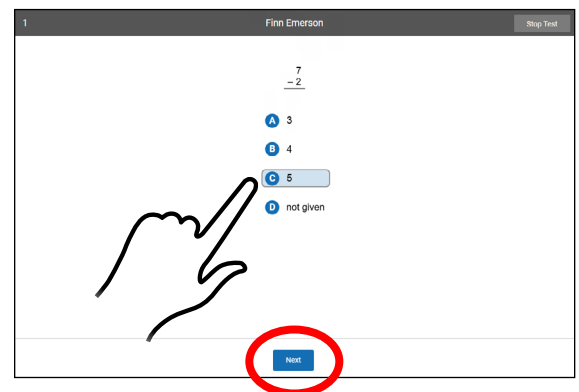 1 Finn Emerson Stop Test
7
– 2
A 3
B 4
C 5
D not given
Next